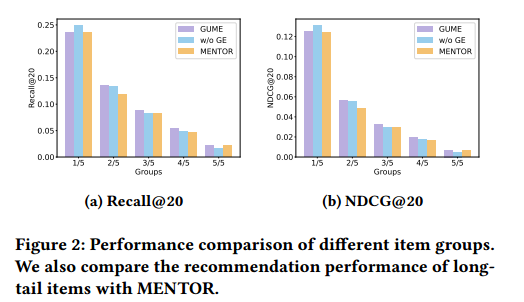 0.25
0.20
0.15
0.10
0.05
0.00
Recall@20
GUME
w/o GE
MENTOR
1/5 2/5 3/5 4/5 5/5
Groups
(a) Recall@20
0.12
0.10
0.08
0.06
0.04
0.02
0.00
NDCG@20
GUME
w/o GE
MENTOR
1/5 2/5 3/5 4/5 5/5
Groups
(b) NDCG@20
Figure 2: Performance comparison of different item groups.
We also compare the recommendation performance of long-
tail items with MENTOR.